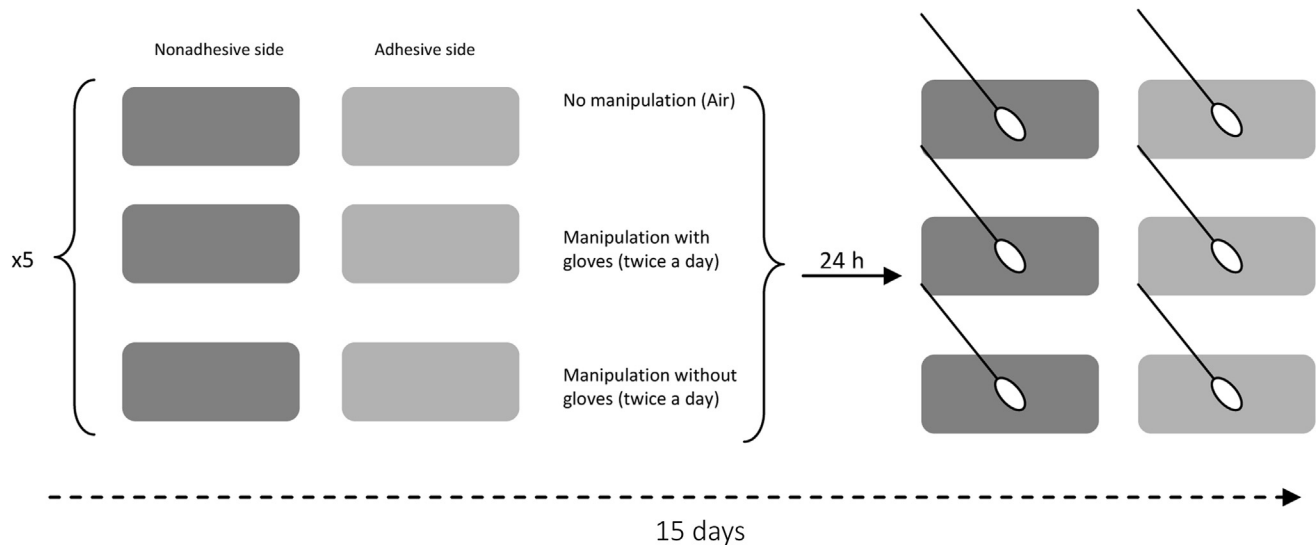 Nonadhesive side
Adhesive side
No manipulation (Air)
x5
Manipulation with
gloves (twice a day)
24 h
Manipulation without
gloves (twice a day)
15 days